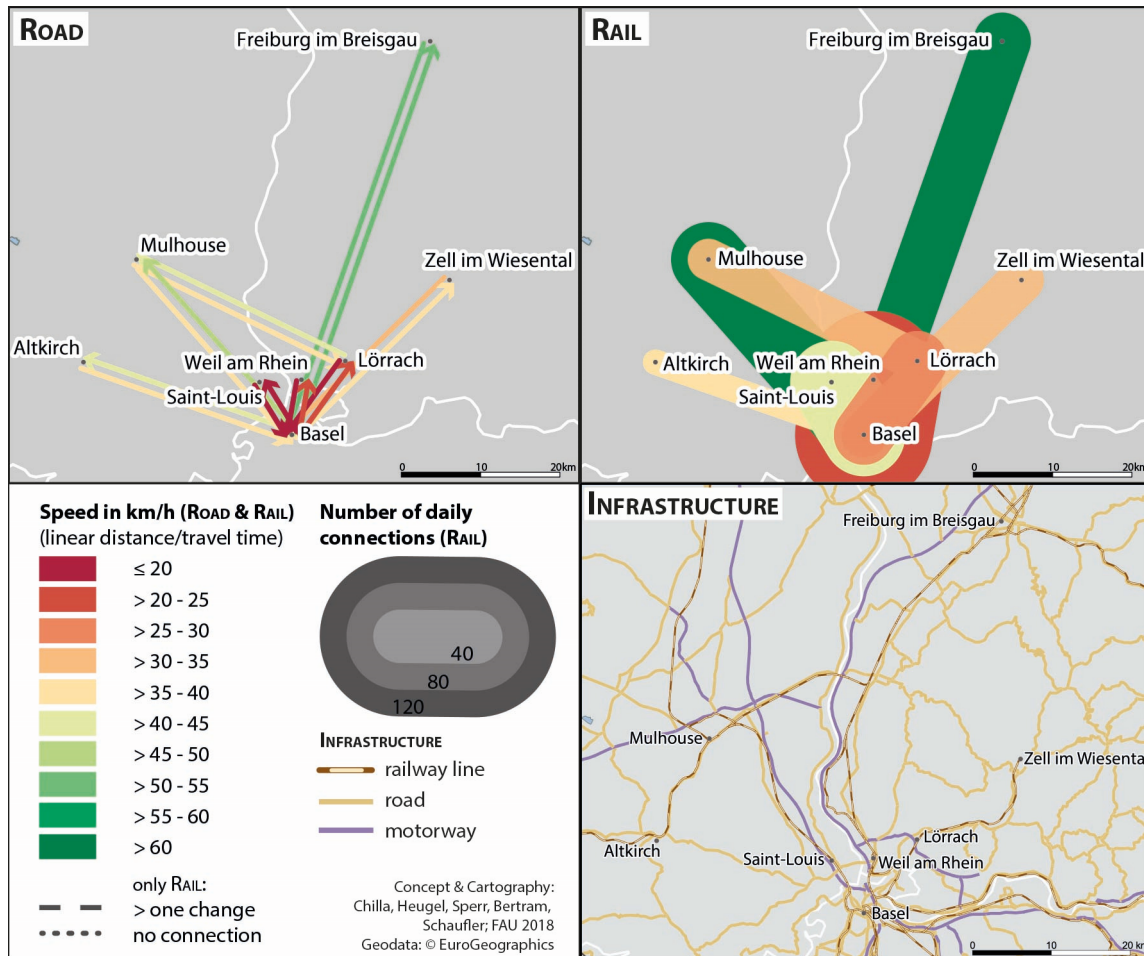 ROAD
Freiburg im Breisgau
Mulhouse
Zell im Wiesental
Altkirch
Weil am Rhein
Lörrach
Saint-Louis
Basel
0 10 20km
RAIL
Freiburg im Breisgau
Mulhouse
Zell im Wiesental
Altkirch
Weil am Rhein
Lörrach
Saint-Louis
Basel
0 10 20km
Speed in km/h (ROAD & RAIL)
(linear distance/travel time)
≤ 20
> 20 - 25
> 25 - 30
> 30 - 35
> 35 - 40
> 40 - 45
> 45 - 50
> 50 - 55
> 55 - 60
> 60
only RAIL:
> one change
no connection
Number of daily
connections (RAIL)
40
80
120
INFRASTRUCTURE
railway line
road
motorway
Concept & Cartography:
Chilla, Heugel, Sperr, Bertram,
Schaufler; FAU 2018
Geodata: © EuroGeographics
INFRASTRUCTURE
Freiburg im Breisgau
Mulhouse
Zell im Wiesenta
Altkirch
Lörrach
Saint-Louis
Weil am Rhein
Basel
0 10 20 km